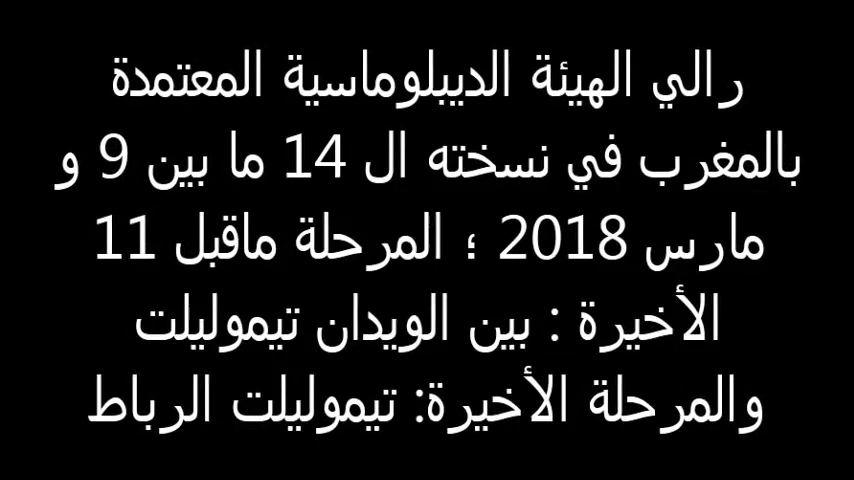 رالي الهيئة الديبلوماسية المعتمدة
بالمغرب في نسخته ال 14 ما بين 9 و
مارس 2018 ؛ المرحلة ماقبل 11
الأخيرة : بين الويدان تيموليلت
والمرحلة الأخيرة: تيموليلت الرباط